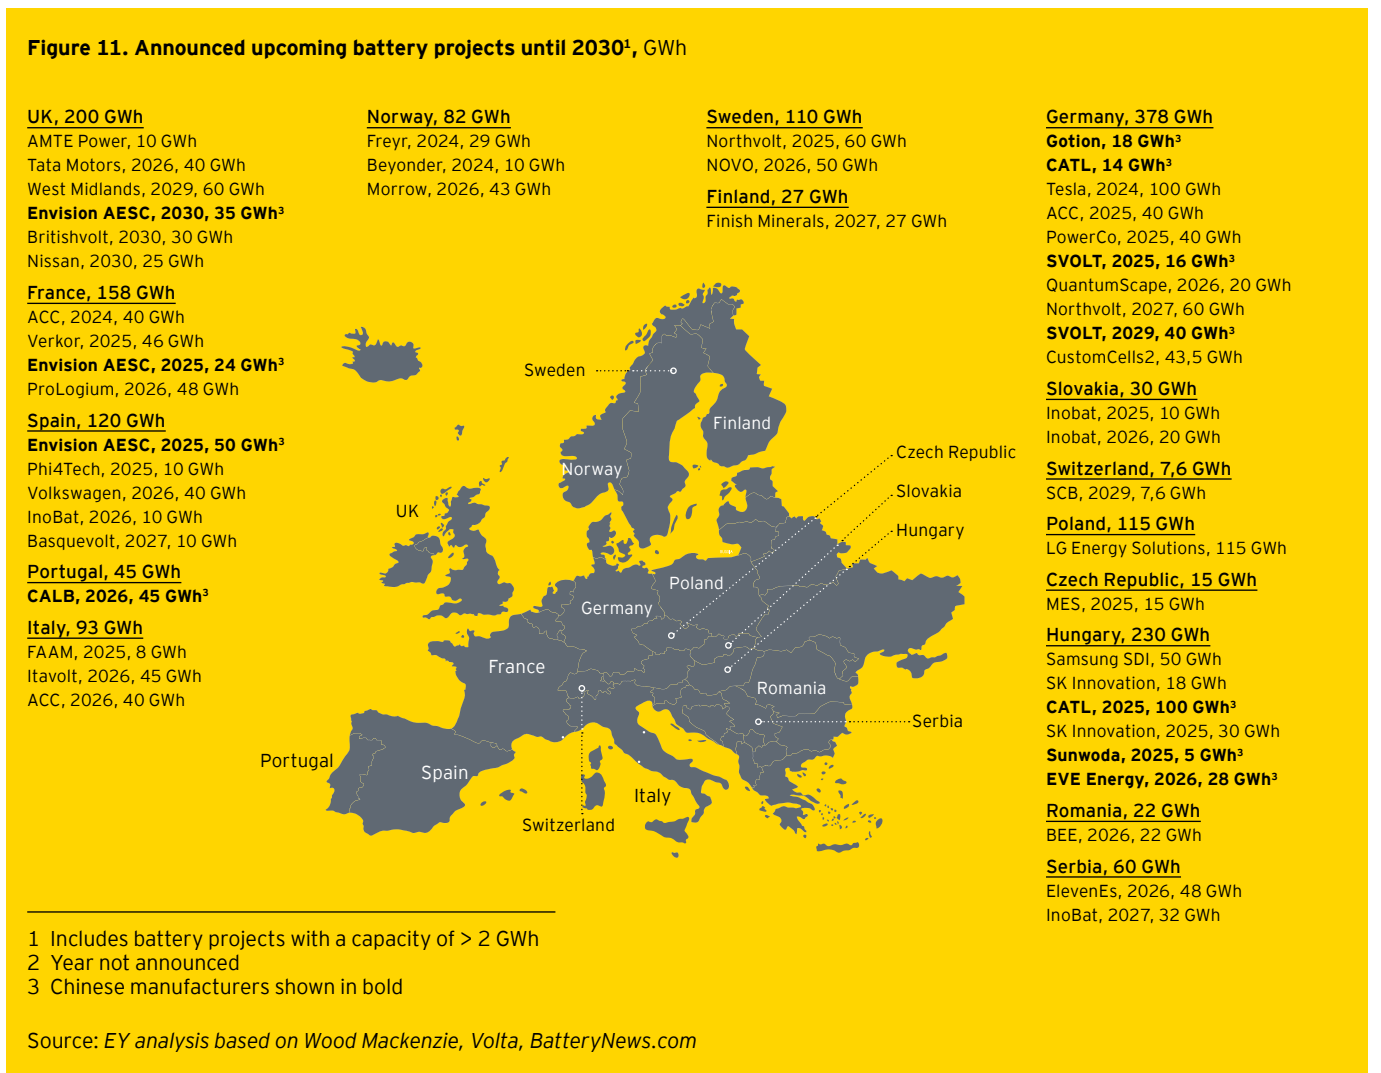 Figure 11. Announced upcoming battery projects until 2030¹, GWh
UK, 200 GWh
AMTE Power, 10 GWh
Tata Motors, 2026, 40 GWh
West Midlands, 2029, 60 GWh
Envision AESC, 2030, 35 GWh³
Britishvolt, 2030, 30 GWh
Nissan, 2030, 25 GWh
France, 158 GWh
ACC, 2024, 40 GWh
Verkor, 2025, 46 GWh
Envision AESC, 2025, 24 GWh³
ProLogium, 2026, 48 GWh
Spain, 120 GWh
Envision AESC, 2025, 50 GWh³
Phi4Tech, 2025, 10 GWh
Volkswagen, 2026, 40 GWh
InoBat, 2026, 10 GWh
Basquevolt, 2027, 10 GWh
Portugal, 45 GWh
CALB, 2026, 45 GWh³
Italy, 93 GWh
FAAM, 2025, 8 GWh
Itavolt, 2026, 45 GWh
ACC, 2026, 40 GWh
Norway, 82 GWh
Freyr, 2024, 29 GWh
Beyonder, 2024, 10 GWh
Morrow, 2026, 43 GWh
Sweden, 110 GWh
Northvolt, 2025, 60 GWh
NOVO, 2026, 50 GWh
Finland, 27 GWh
Finish Minerals, 2027, 27 GWh
Germany, 378 GWh
Gotion, 18 GWh³
CATL, 14 GWh³
Tesla, 2024, 100 GWh
ACC, 2025, 40 GWh
PowerCo, 2025, 40 GWh
SVOLT, 2025, 16 GWh³
QuantumScape, 2026, 20 GWh
Northvolt, 2027, 60 GWh
SVOLT, 2029, 40 GWh³
CustomCells2, 43,5 GWh
Slovakia, 30 GWh
Inobat, 2025, 10 GWh
Inobat, 2026, 20 GWh
Switzerland, 7,6 GWh
SCB, 2029, 7,6 GWh
Poland, 115 GWh
LG Energy Solutions, 115 GWh
Czech Republic, 15 GWh
MES, 2025, 15 GWh
Hungary, 230 GWh
Samsung SDI, 50 GWh
SK Innovation, 18 GWh
CATL, 2025, 100 GWh³
SK Innovation, 2025, 30 GWh
Sunwoda, 2025, 5 GWh³
EVE Energy, 2026, 28 GWh³
Romania, 22 GWh
BEE, 2026, 22 GWh
Serbia, 60 GWh
ElevenEs, 2026, 48 GWh
InoBat, 2027, 32 GWh
Sweden
Finland
Czech Republic
Norway
Slovakia
UK
Hungary
Poland
Germany
France
Romania
Serbia
Portugal
Spain
Italy
Switzerland
1 Includes battery projects with a capacity of > 2 GWh
2 Year not announced
3 Chinese manufacturers shown in bold
Source: EY analysis based on Wood Mackenzie, Volta, BatteryNews.com